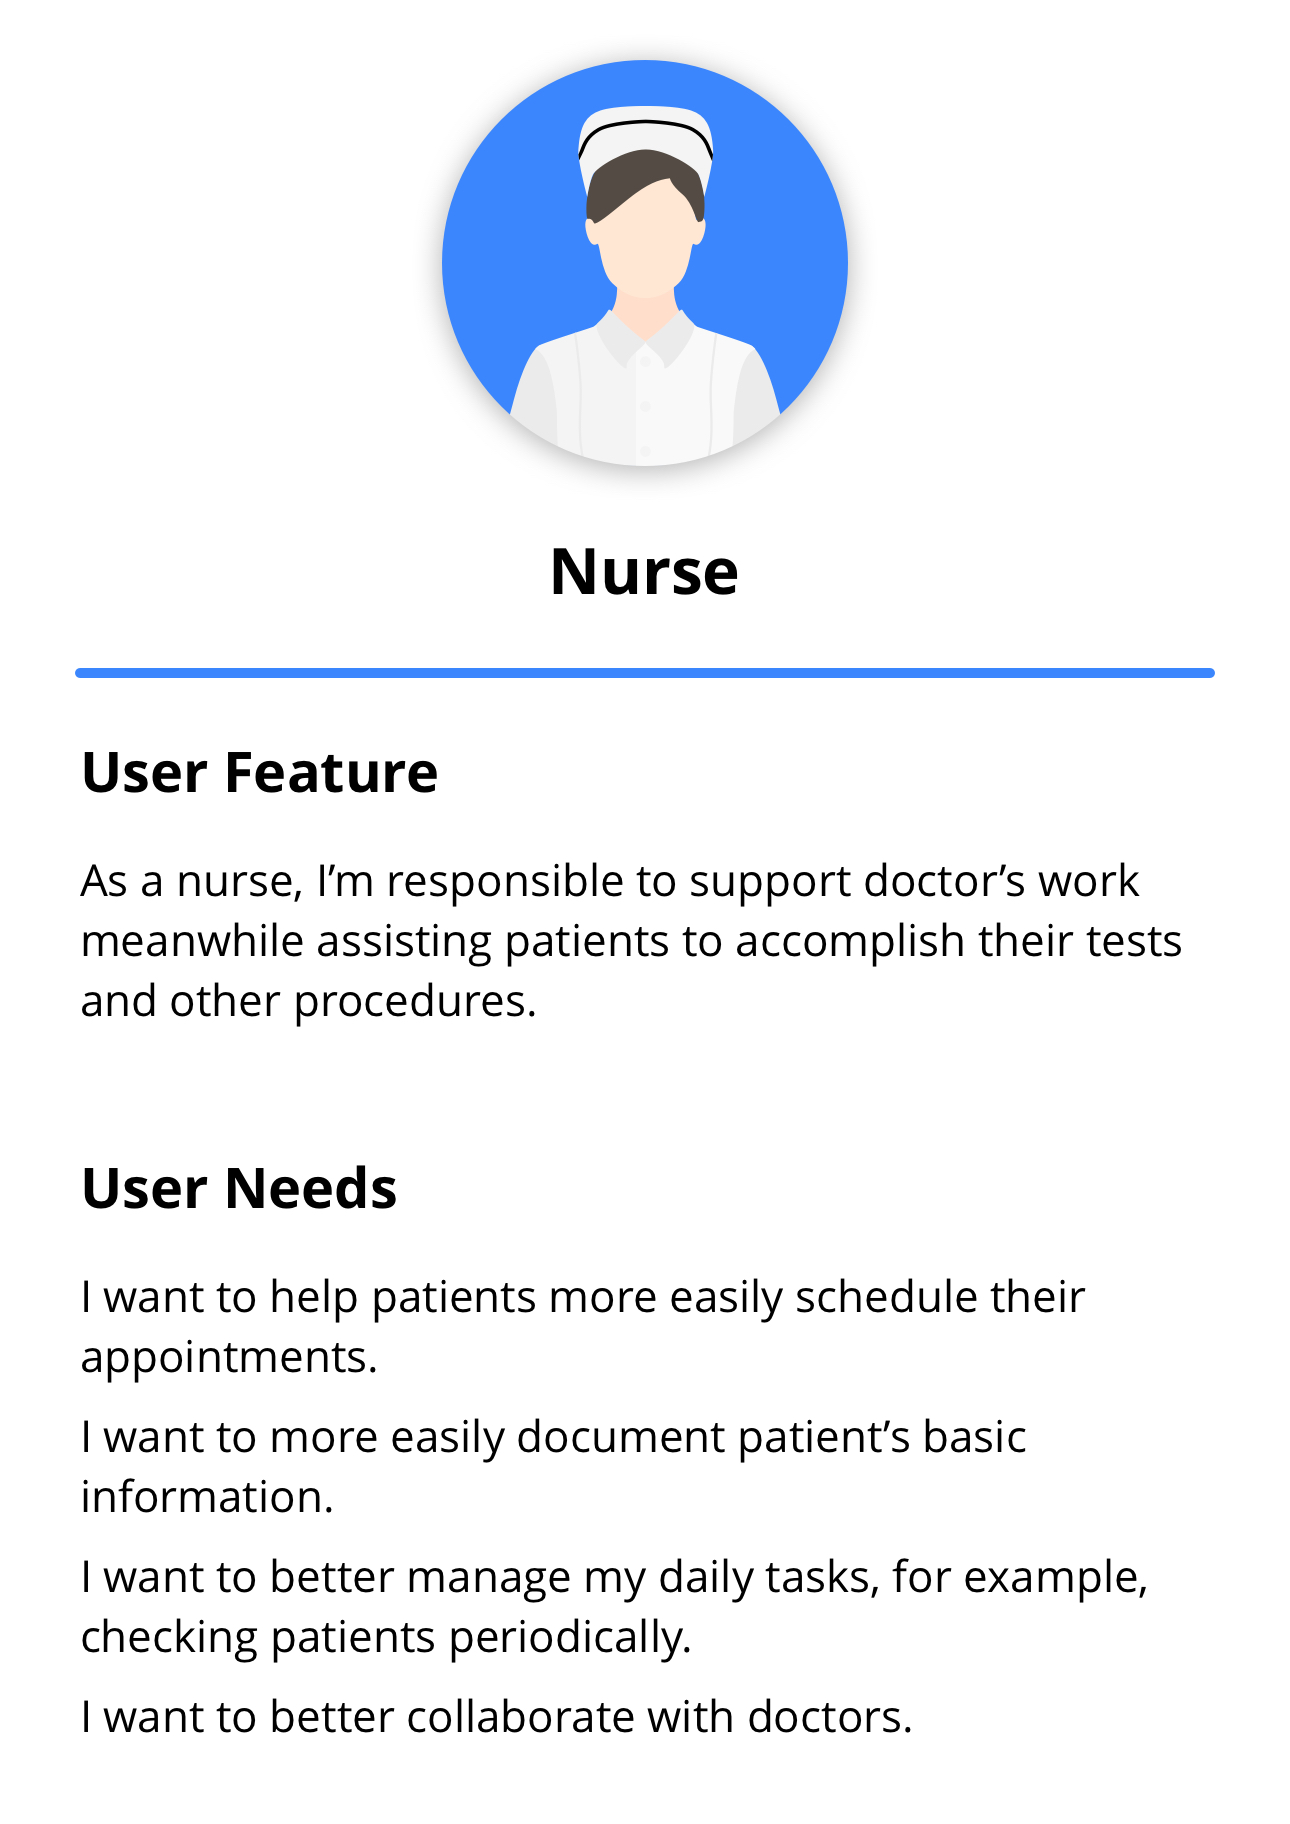 Nurse
User Feature
As a nurse, I’m responsible to support doctor’s work
meanwhile assisting patients to accomplish their tests
and other procedures.
User Needs
I want to help patients more easily schedule their
appointments.
I want to more easily document patient’s basic
information.
I want to better manage my daily tasks, for example,
checking patients periodically.
I want to better collaborate with doctors.